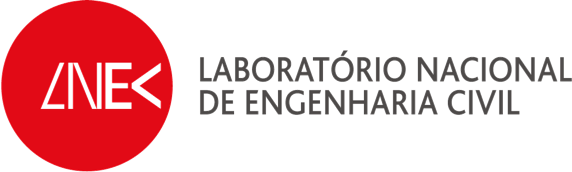 LNEC
LABORATÓRIO NACIONAL
DE ENGENHARIA CIVIL